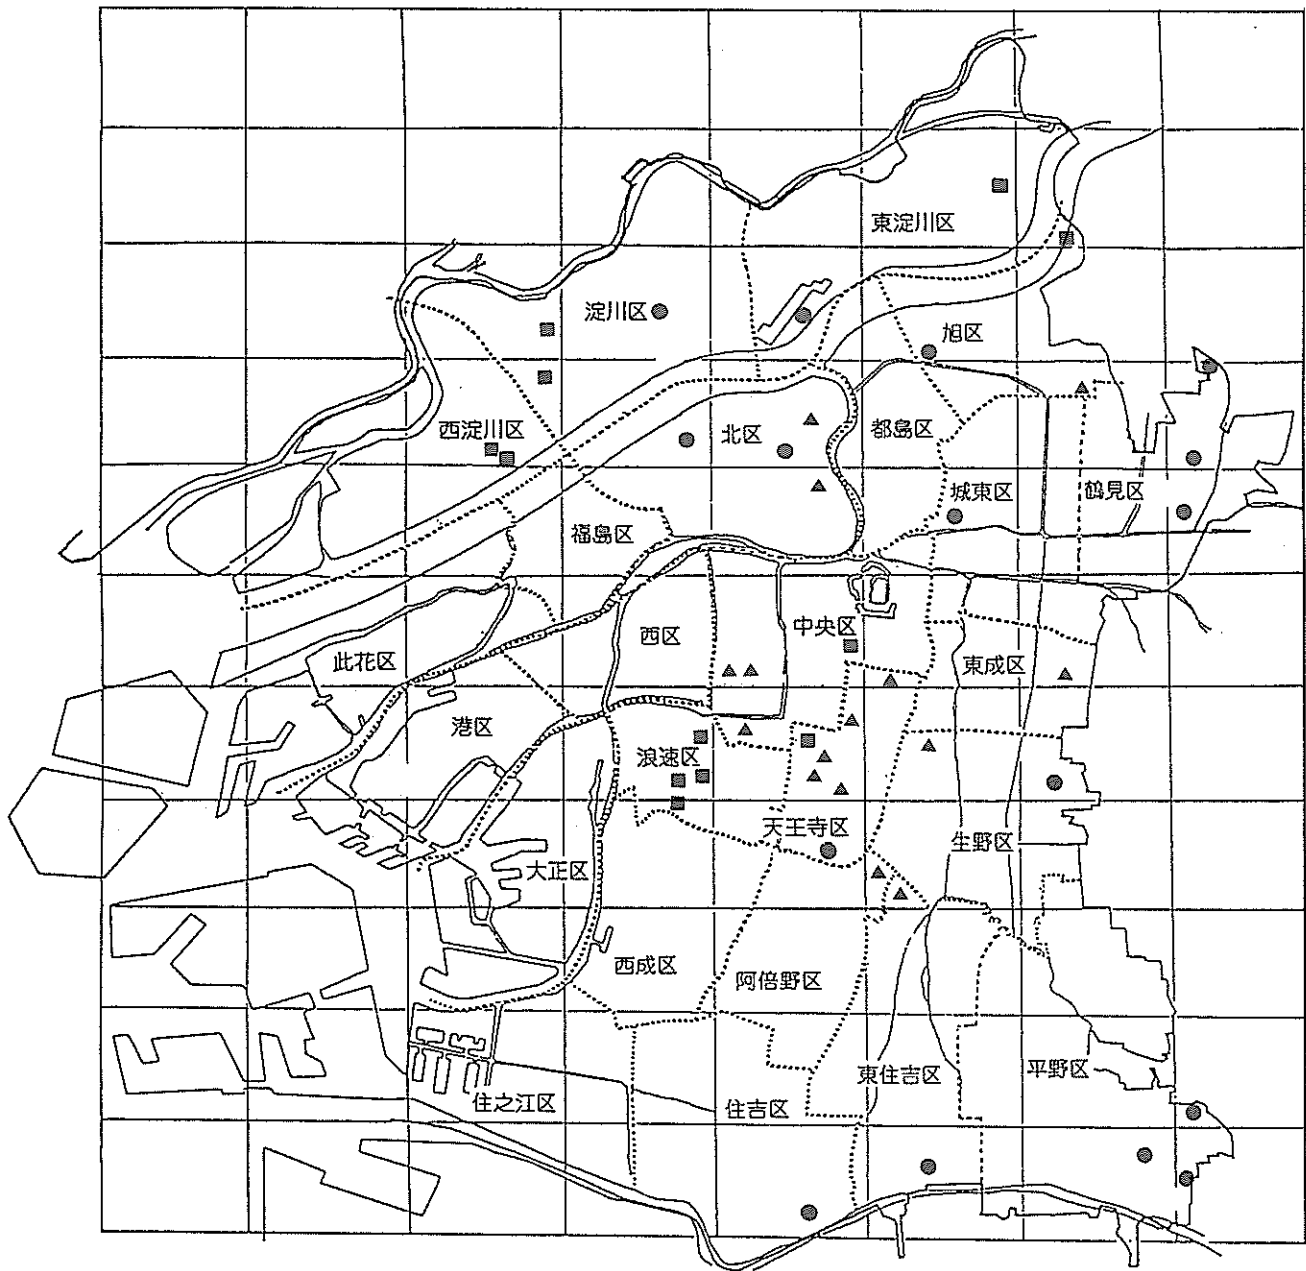 東淀川区
淀川区
旭区
西淀川区
北区
都島区
城東区
鶴見区
福島区
西区
中央区
此花区
東成区
港区
浪速区
天王寺区
生野区
大正区
西成区
阿倍野区
東住吉区
平野区
住之江区
住吉区